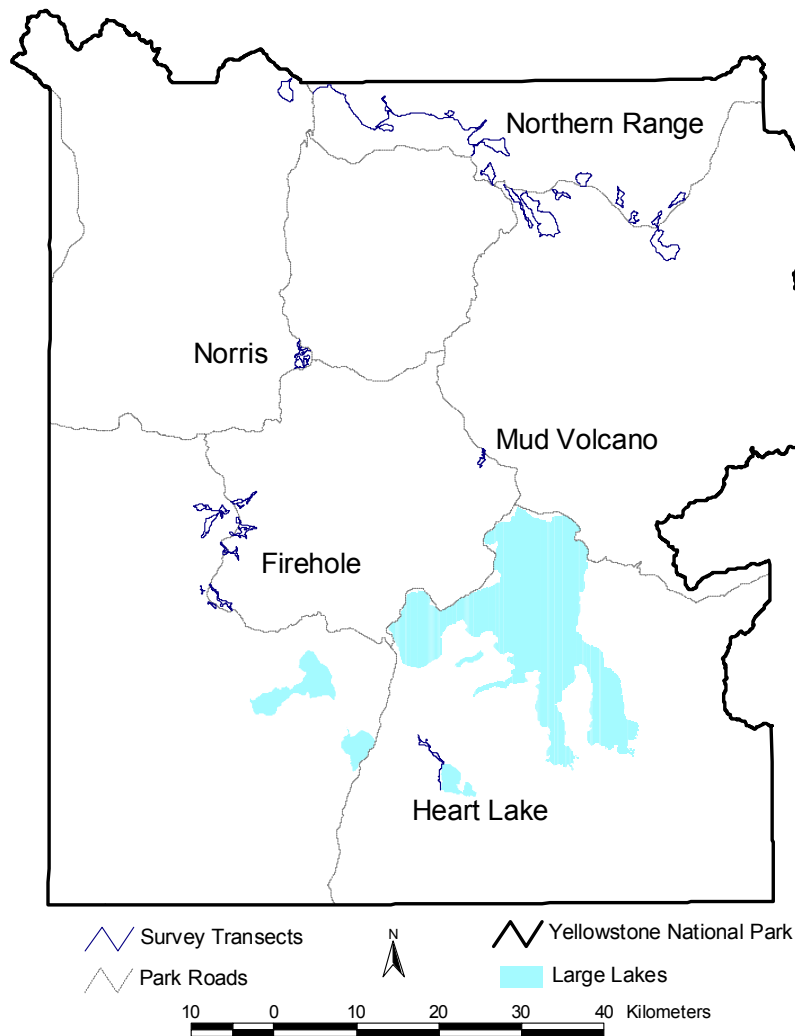 Northern Range
Norris
Mud Volcano
Firehole
Heart Lake
Survey Transects
N
Yellowstone National Park
Park Roads
Large Lakes
10 0 10 20 30 40 Kilometers